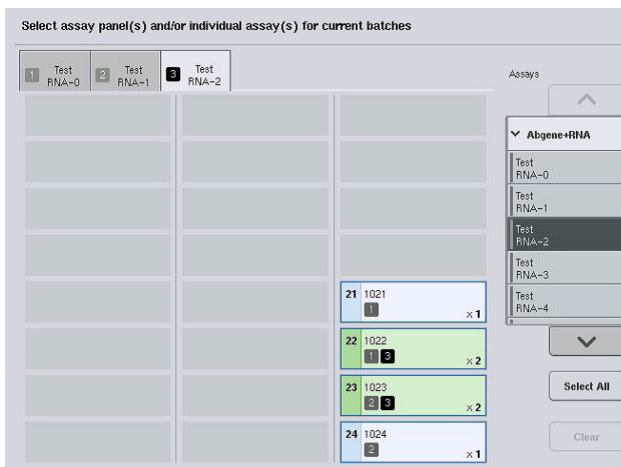 Select assay panel(s) and/or individual assay(s) for current batches
1 Test RNA-0
2 Test RNA-1
3 Test RNA-2
Assays
Abgene+RNA
Test
RNA-0
Test
RNA-1
Test
RNA-2
Test
RNA-3
Test
RNA-4
21 1021
1 x 1
22 1022
1 3 x 2
23 1023
2 3 x 2
24 1024
2 x 1
Select All
Clear